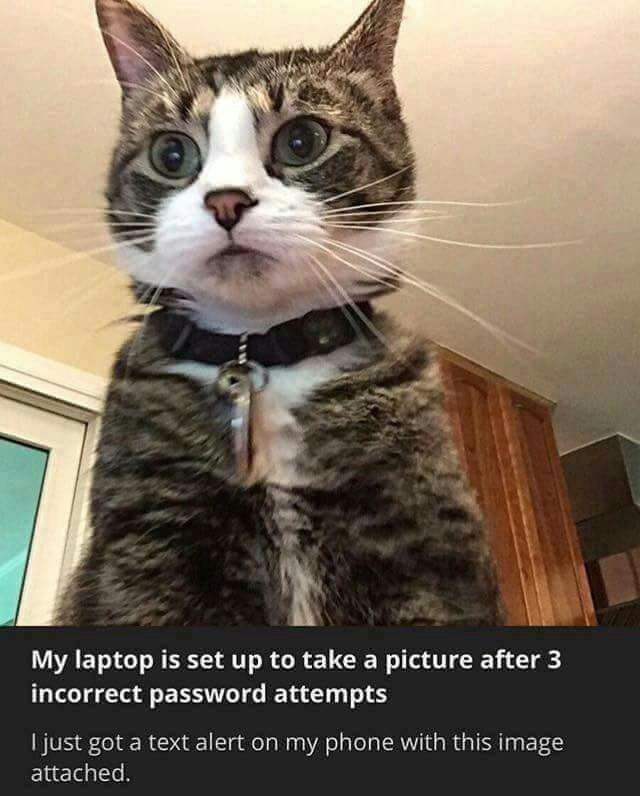 My laptop is set up to take a picture after 3
incorrect password attempts
I just got a text alert on my phone with this image
attached.